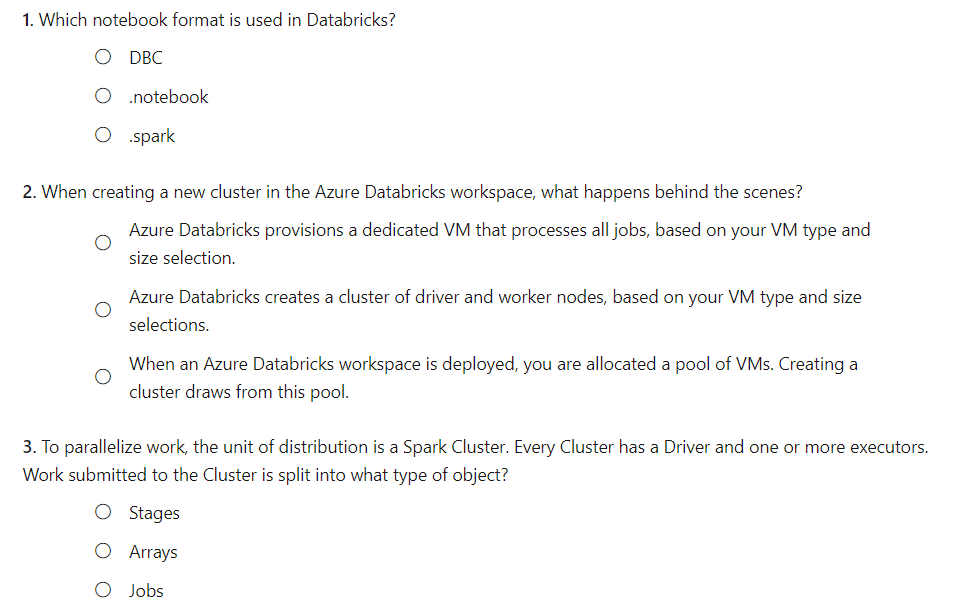 1. Which notebook format is used in Databricks?
DBC
.notebook
.spark
2. When creating a new cluster in the Azure Databricks workspace, what happens behind the scenes?
Azure Databricks provisions a dedicated VM that processes all jobs, based on your VM type and
size selection.
Azure Databricks creates a cluster of driver and worker nodes, based on your VM type and size
selections.
When an Azure Databricks workspace is deployed, you are allocated a pool of VMs. Creating a
cluster draws from this pool.
3. To parallelize work, the unit of distribution is a Spark Cluster. Every Cluster has a Driver and one or more executors.
Work submitted to the Cluster is split into what type of object?
Stages
Arrays
Jobs